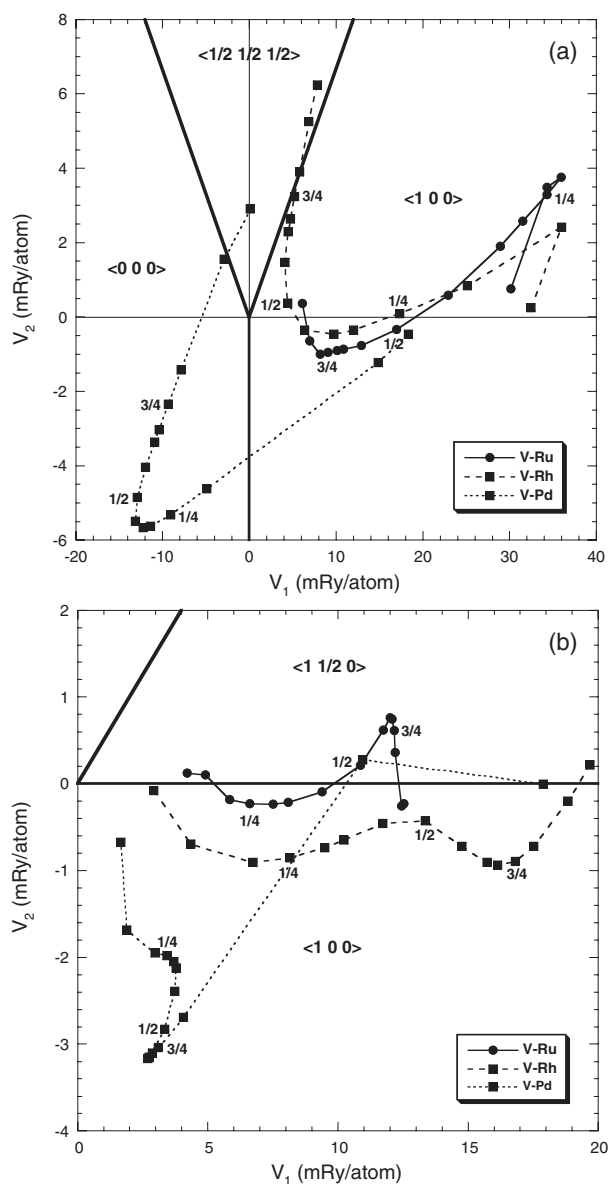 8
(a)
<1/2 1/2 1/2>
6
3/4
4
<1 0 0>
1/4
2
<0 0 0>
1/2
1/4
0
1/2
3/4
-2
3/4
V-Ru
V-Rh
V-Pd
-4
1/2
1/4
-6
-20
-10
0
10
20
30
40
V₂ (mRy/atom)
V₁ (mRy/atom)
2
(b)
<1 1/2 0>
1
3/4
1/2
0
1/4
1/2
-1
1/4
3/4
1/4
<1 0 0>
-2
1/2
3/4
-3
V-Ru
V-Rh
V-Pd
-4
0
5
10
15
20
V₂ (mRy/atom)
V₁ (mRy/atom)